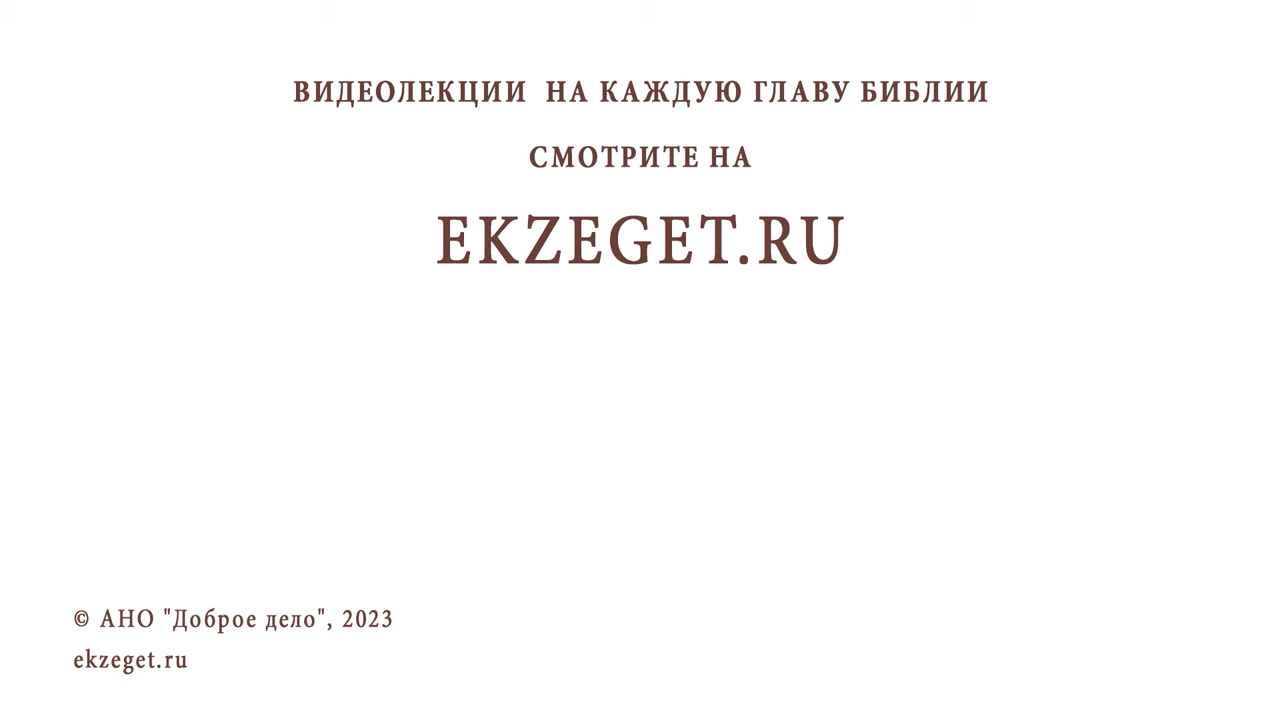 ВИДЕОЛЕКЦИИ НА КАЖДУЮ ГЛАВУ БИБЛИИ
СМОТРИТЕ НА
EKZEGET.RU
© АНО "Доброе дело", 2023
ekzeget.ru